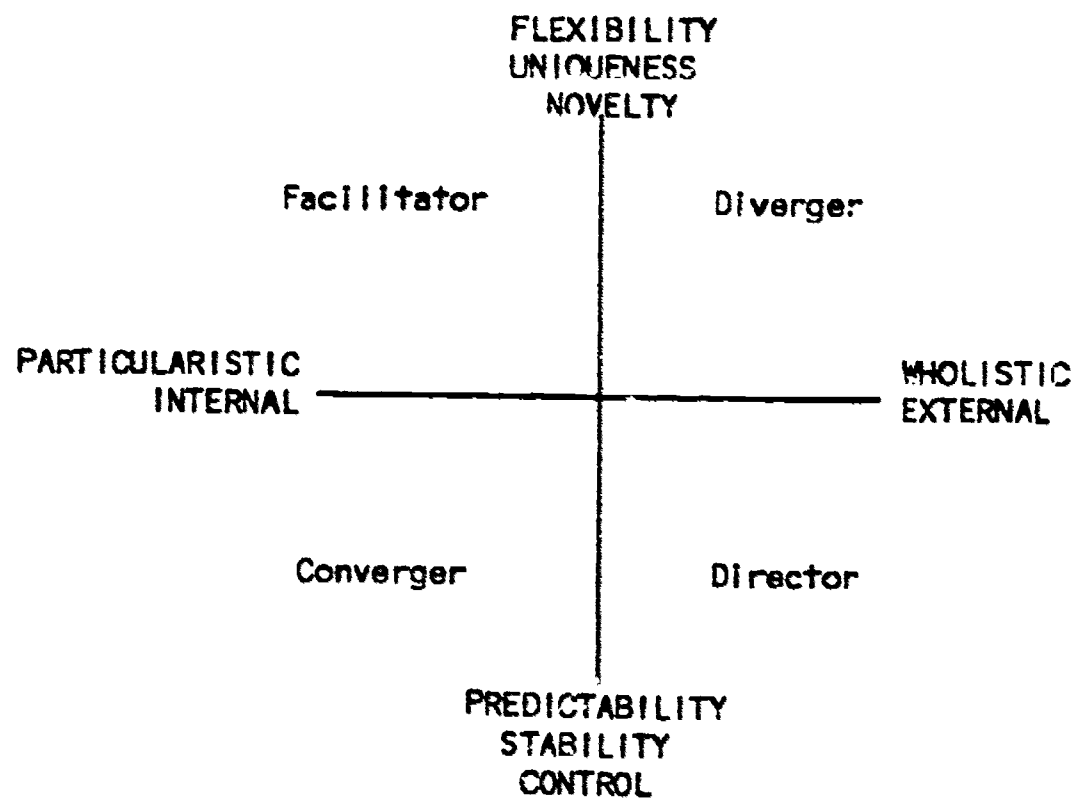 FLEXIBILITY
UNIQUENESS
NOVELTY
Facilitator
Diverger
PARTICULARISTIC
INTERNAL
WHOLISTIC
EXTERNAL
Converger
Director
PREDICTABILITY
STABILITY
CONTROL